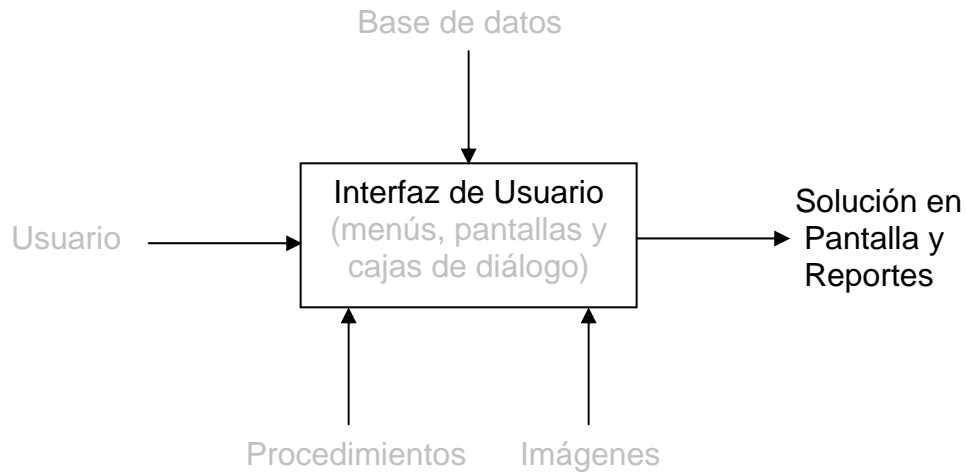 Base de datos
Interfaz de Usuario
(menús, pantallas y
cajas de diálogo)
Usuario
Solución en
Pantalla y
Reportes
Procedimientos
Imágenes